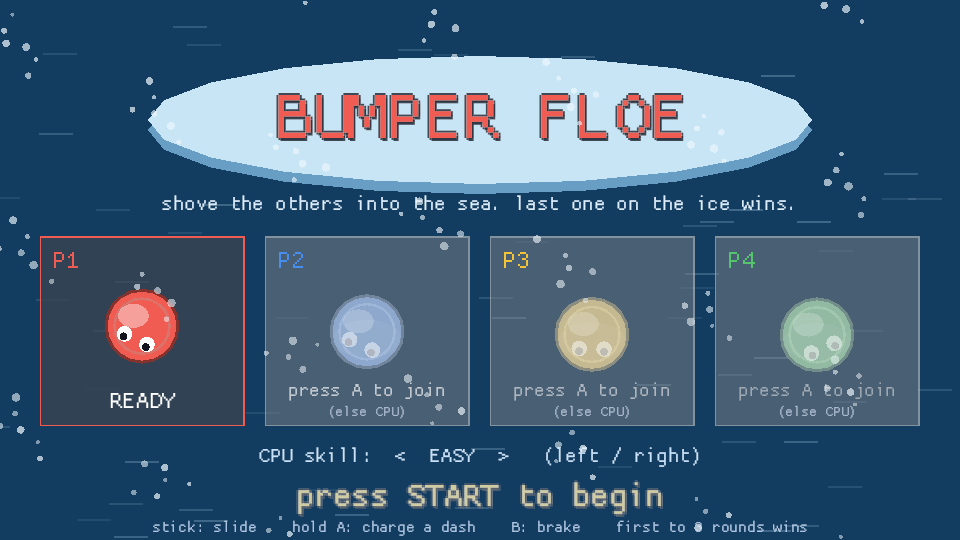 BUMPER FLOE
shove the others into the sea. last one on the ice wins.
P1 P2 P3 P4
press A to join press A to join press A to join
READY (else CPU) (else CPU) (else CPU)
CPU skill: < EASY > (left / right)
press START to begin
stick: slide hold A: charge a dash B: brake first to rounds wins